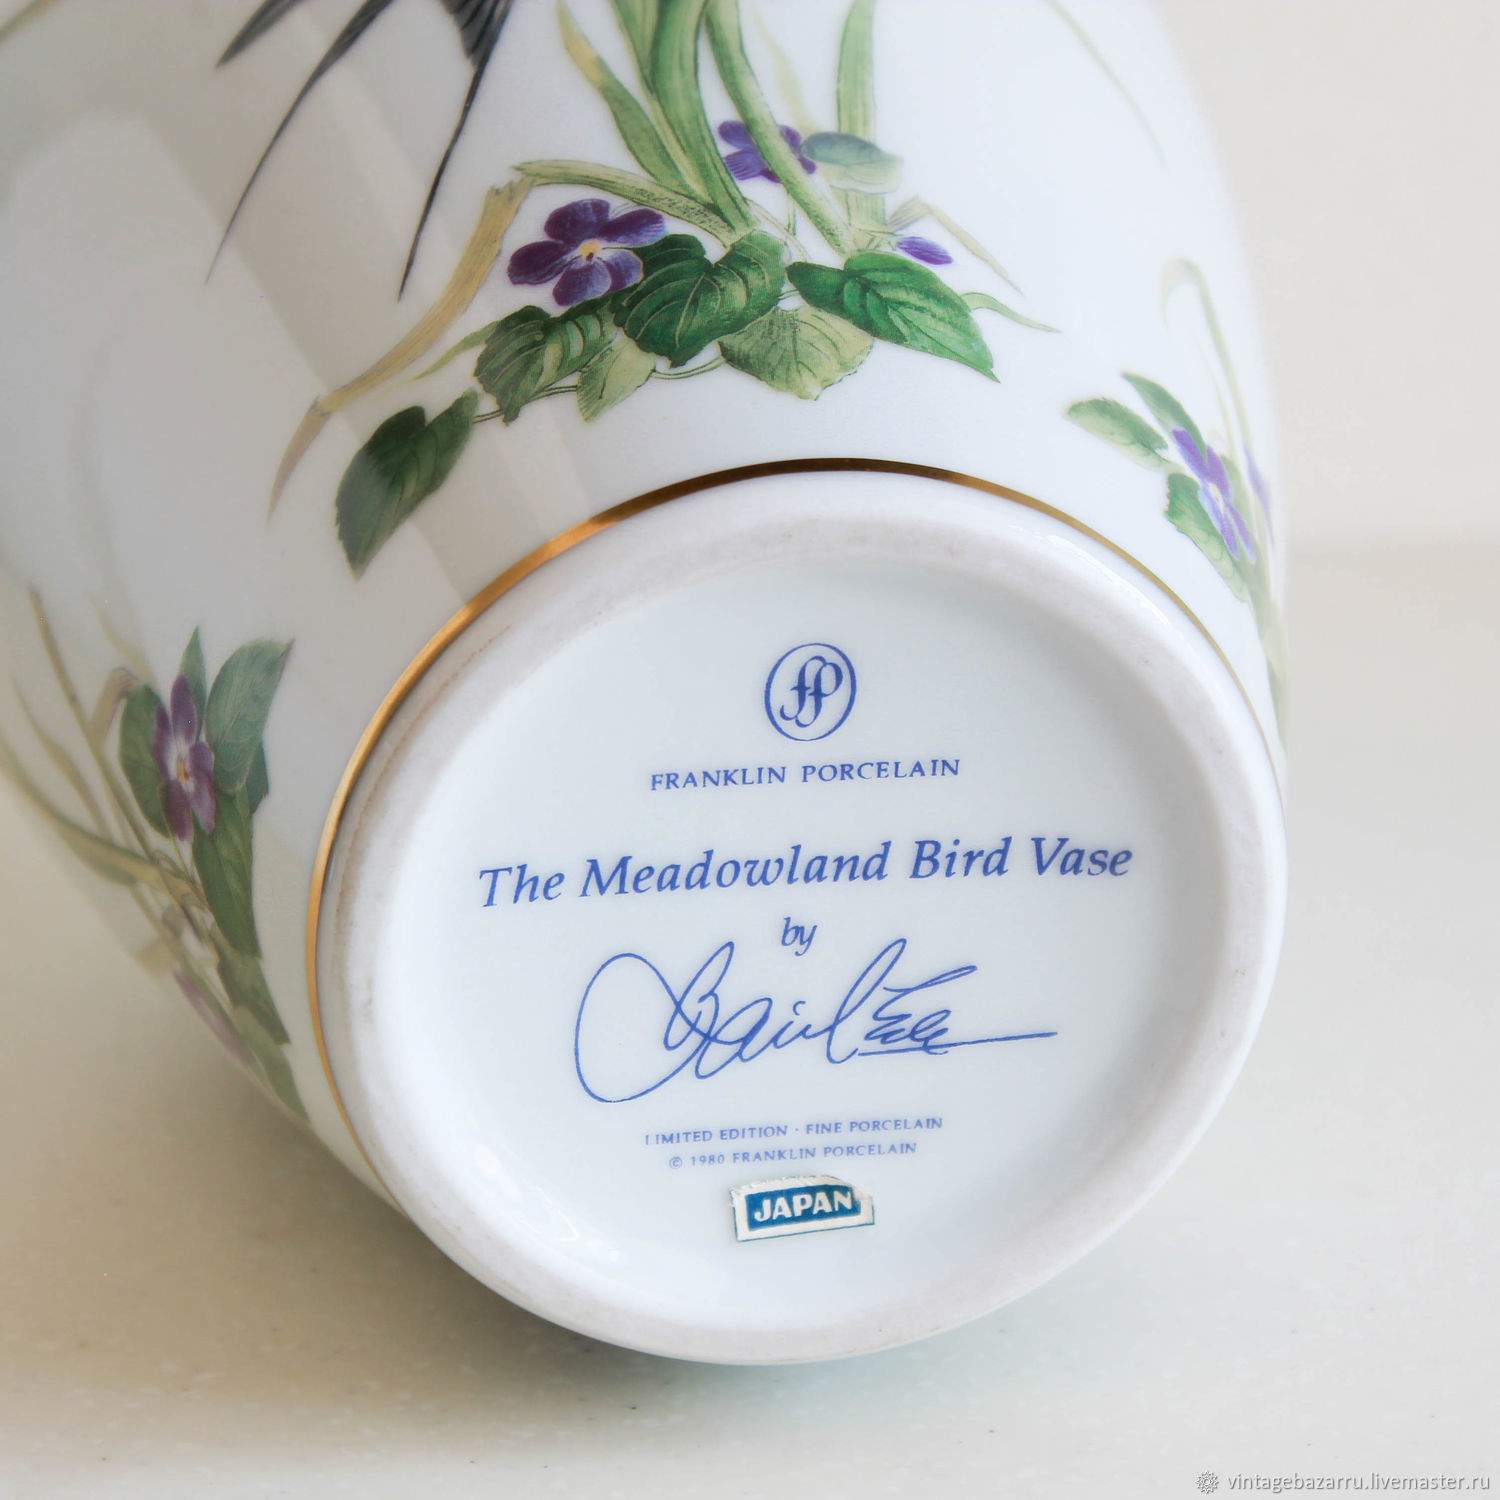 fp
FRANKLIN PORCELAIN
The Meadowland Bird Vase
by
LIMITED EDITION · FINE PORCELAIN
© 1980 FRANKLIN PORCELAIN
JAPAN
vintagebazarru.livemaster.ru